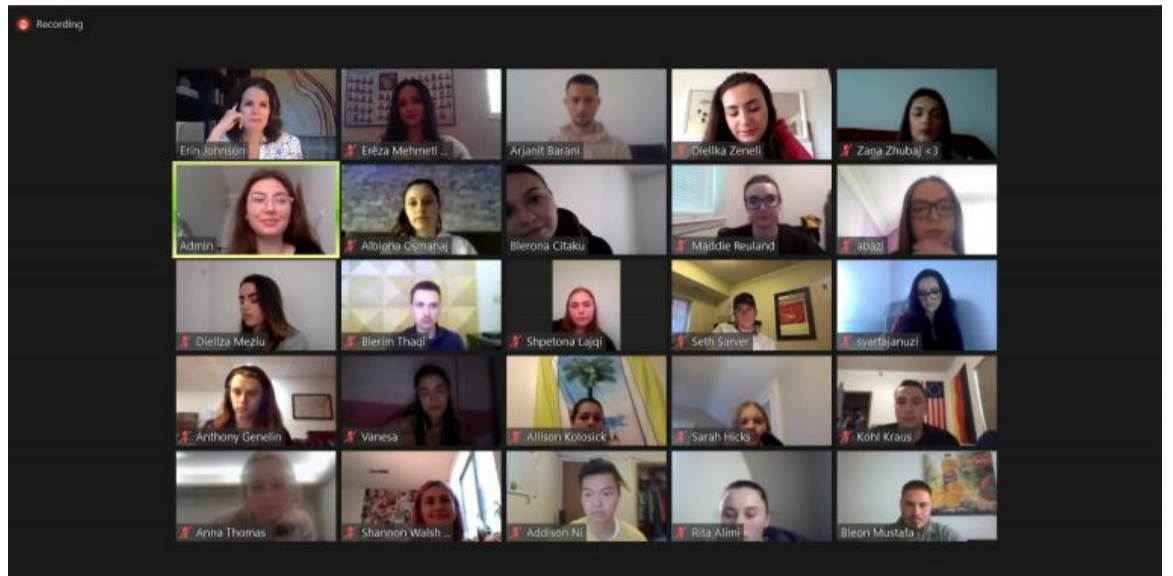 Recording
Erin Johnson
Erëza Mehmeti ..
Arjanit Barani
Diellka Zeneli
Zana Zhubaj <3
Admin
Albiona Osmanaj
Blerona Citaku
Maddie Reuland
abazi
Diellza Meziu
Blerim Thaqi
Shpetona Lajqi
Seth Sarver
syartajanuzi
Anthony Genelin
Vanesa
Allison Kolosick
Sarah Hicks
Kohl Kraus
Anna Thomas
Shannon Walsh ..
Addison Ni
Rita Alimi
Bleon Mustafa